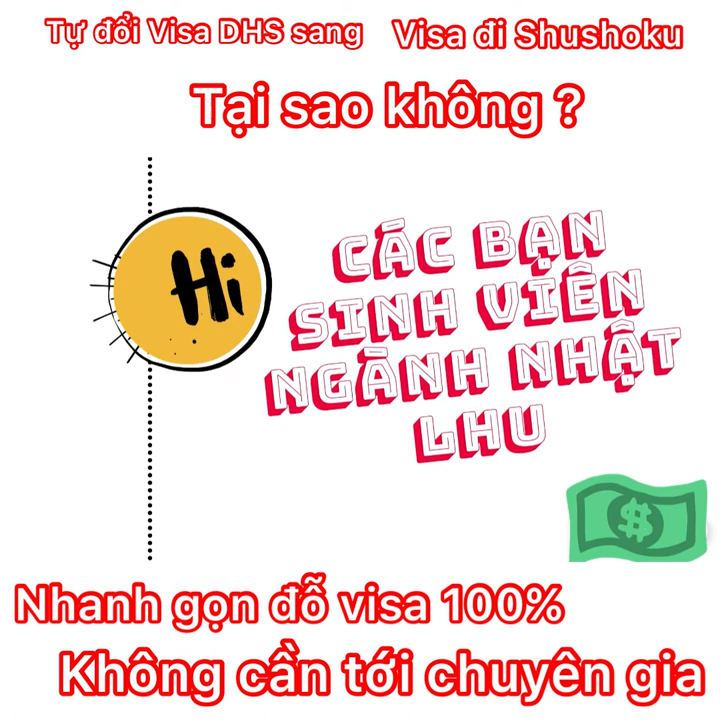 Tự đổi Visa DHS sang Visa đi Shushoku
Tại sao không ?
Hi
CÁC BẠN
SINH VIÊN
NGÀNH NHẬT
LHU
$
Nhanh gọn đỗ visa 100%
Không cần tới chuyên gia